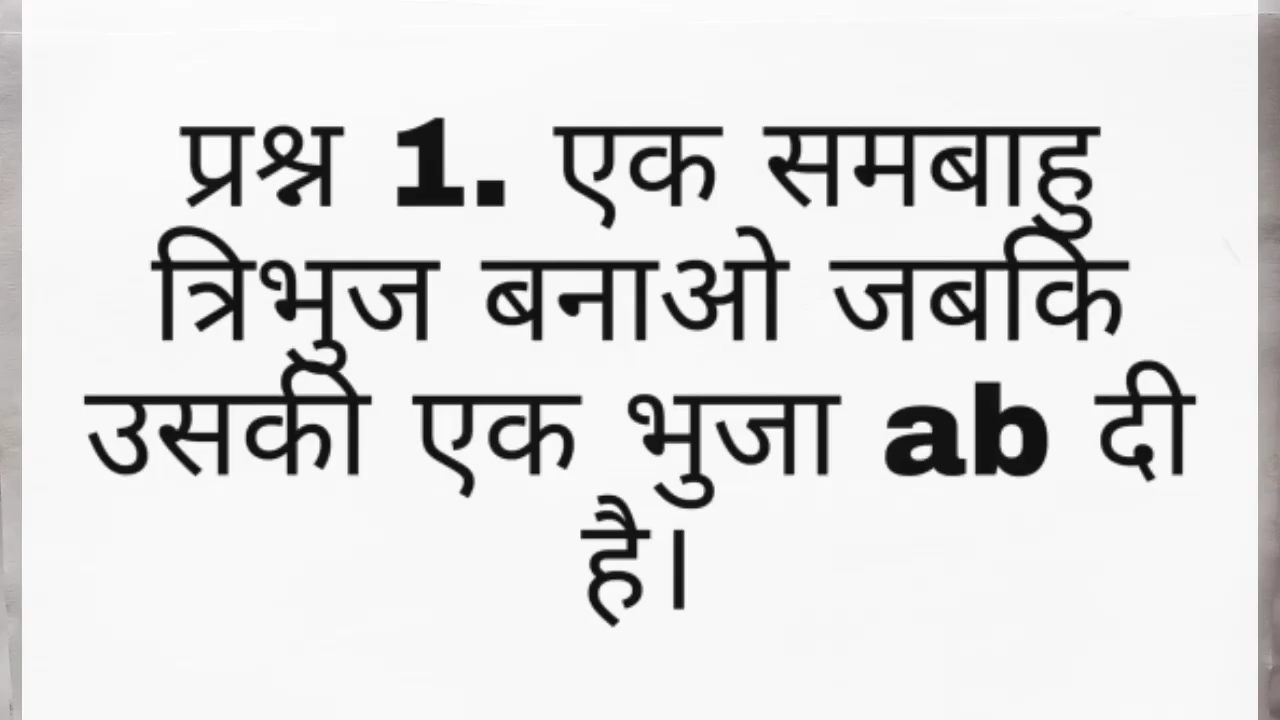 प्रश्न 1. एक समबाहु
त्रिभुज बनाओ जबकि
उसकी एक भुजा ab दी
है।